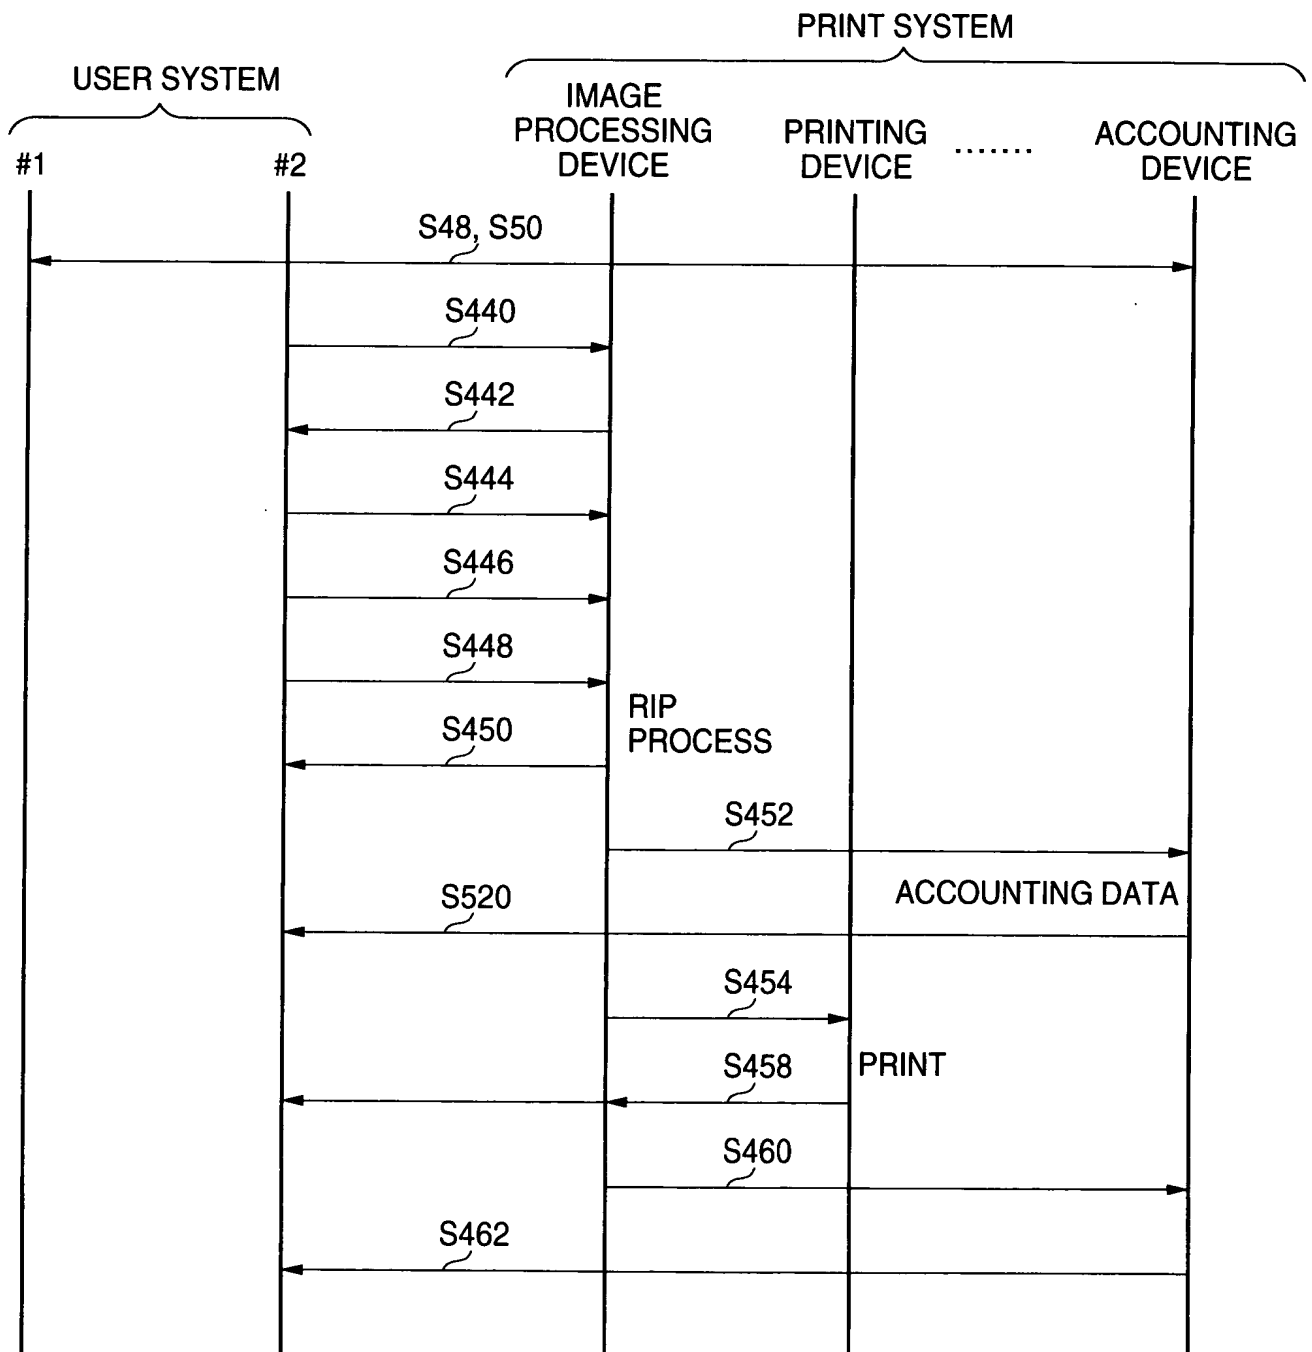 PRINT SYSTEM
USER SYSTEM
IMAGE
PROCESSING
DEVICE
PRINTING
DEVICE
.......
ACCOUNTING
DEVICE
#1
#2
S48, S50
S440
S442
S444
S446
S448
RIP
PROCESS
S450
S452
ACCOUNTING DATA
S520
S454
PRINT
S458
S460
S462